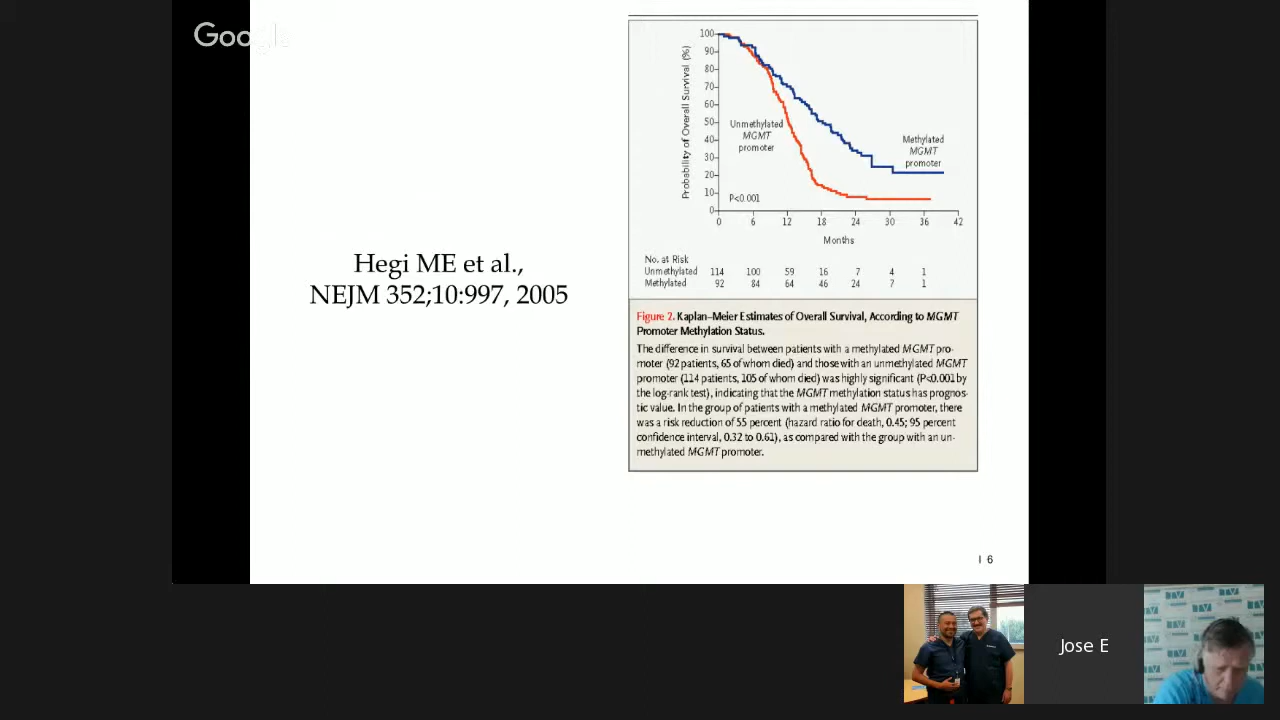 Google
Hegi ME et al.,
NEJM 352;10:997, 2005
Probability of Overall Survival (%)
100
90
80
70
60
50
40
30
20
10
0
Unmethylated
MGMT
promoter
Methylated
MGMT
promoter
P<0.001
0 6 12 18 24 30 36 42
Months
No. at Risk
Unmethylated 114 100 59 16 7 4 1
Methylated 92 84 64 46 24 7 1
Figure 2. Kaplan–Meier Estimates of Overall Survival, According to MGMT
Promoter Methylation Status.
The difference in survival between patients with a methylated MGMT pro-
moter (92 patients, 65 of whom died) and those with an unmethylated MGMT
promoter (114 patients, 105 of whom died) was highly significant (P<0.001 by
the log-rank test), indicating that the MGMT methylation status has prognos-
tic value. In the group of patients with a methylated MGMT promoter, there
was a risk reduction of 55 percent (hazard ratio for death, 0.45; 95 percent
confidence interval, 0.32 to 0.61), as compared with the group with an un-
methylated MGMT promoter.
| 6
Jose E